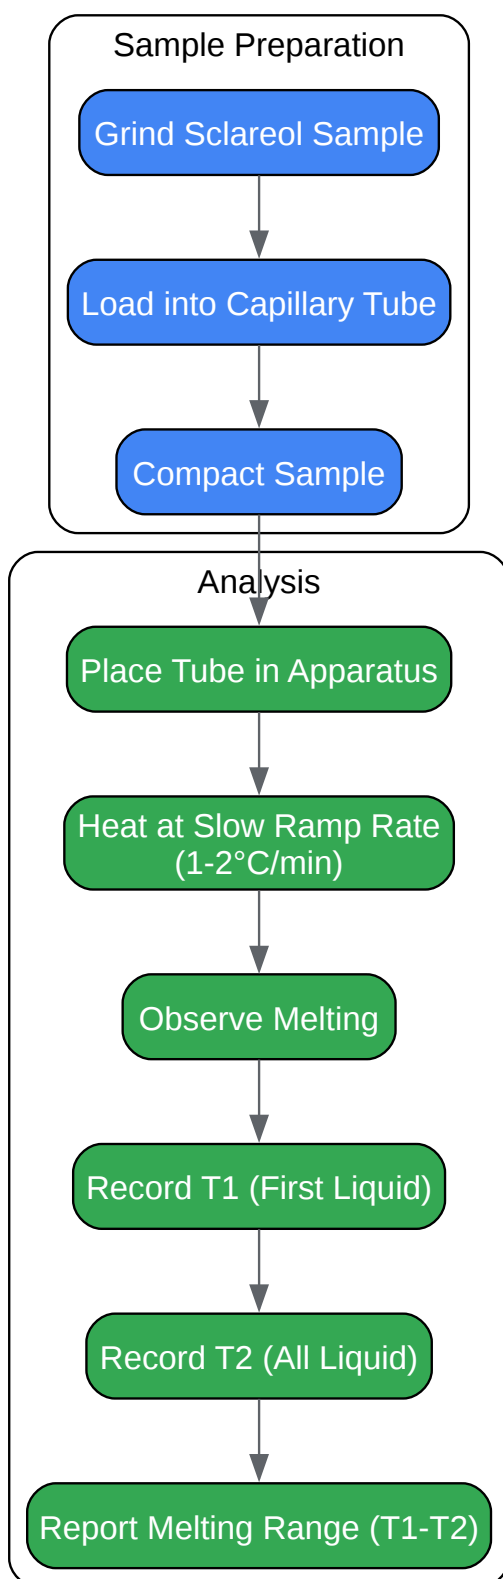 Sample Preparation
Grind Sclareol Sample
Load into Capillary Tube
Compact Sample
Analysis
Place Tube in Apparatus
Heat at Slow Ramp Rate
(1-2°C/min)
Observe Melting
Record T1 (First Liquid)
Record T2 (All Liquid)
Report Melting Range (T1-T2)